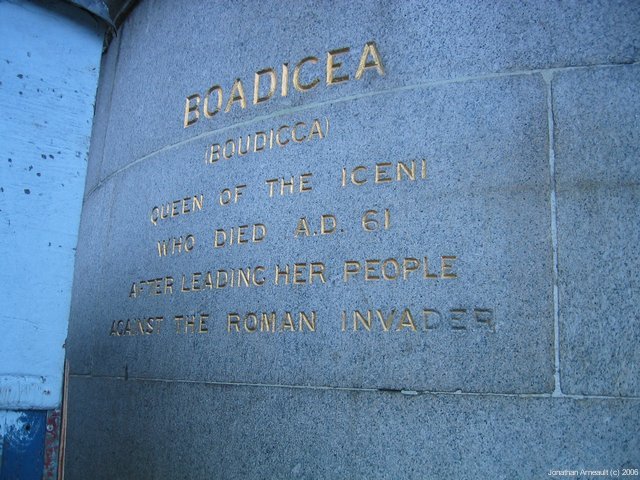 BOADICEA
(BOUDICCA)
QUEEN OF THE ICENI
WHO DIED A.D. 61
AFTER LEADING HER PEOPLE
AGAINST THE ROMAN INVADER
Jonathan Arneault (c) 2006